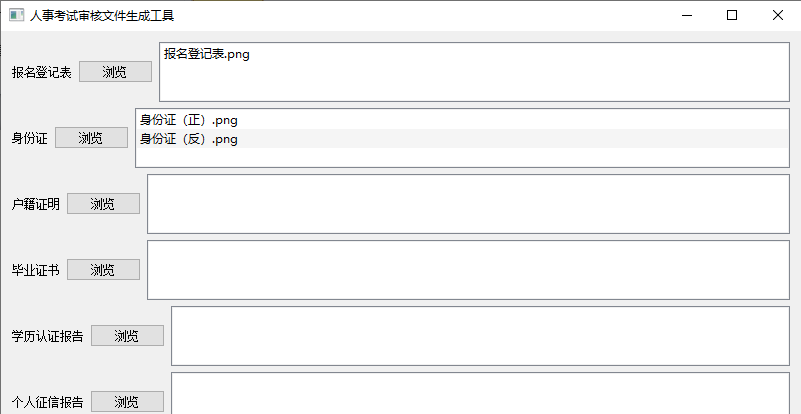 人事考试审核文件生成工具
报名登记表 浏览 报名登记表.png
身份证 浏览 身份证（正）.png
身份证（反）.png
户籍证明 浏览
毕业证书 浏览
学历认证报告 浏览
个人征信报告 浏览